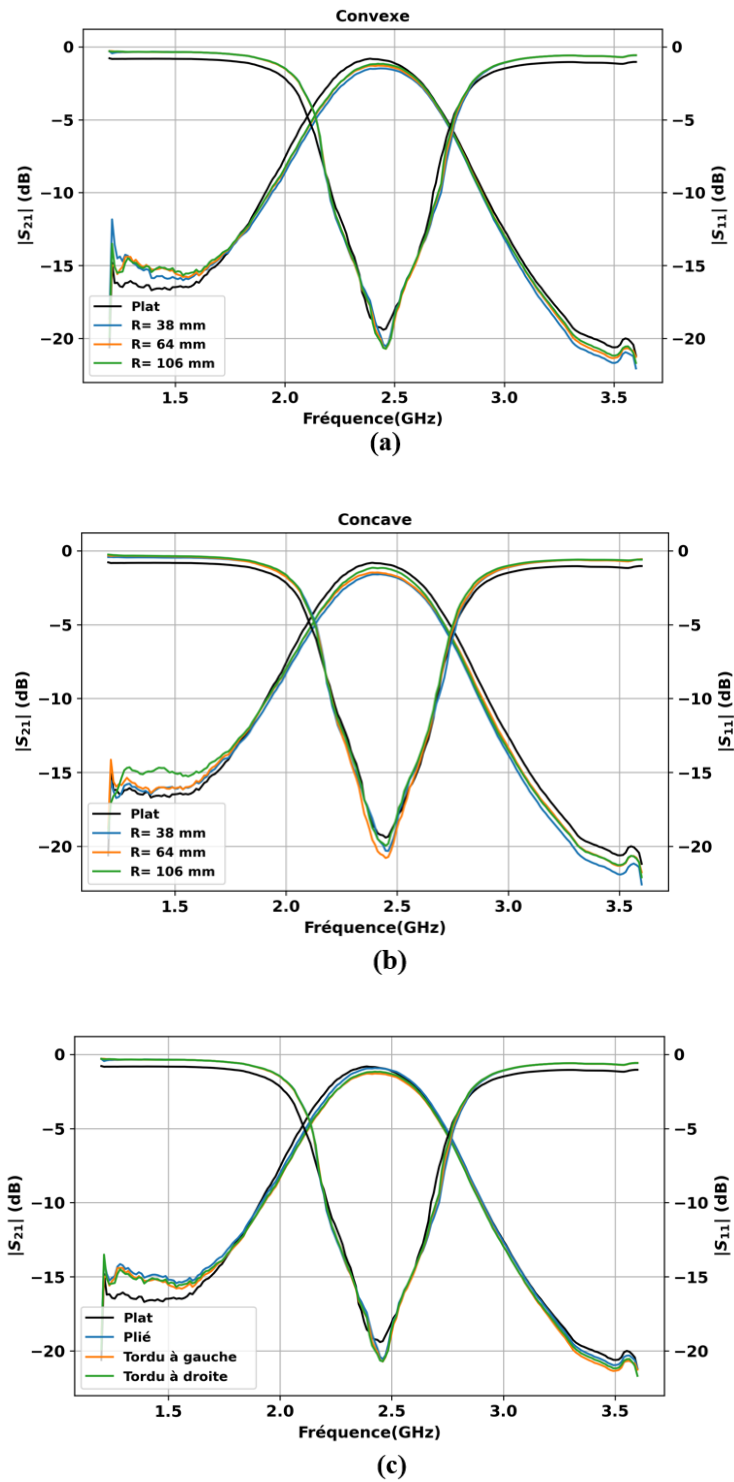 Convexe
0
−5
−10
−15
−20
|S₂₁| (dB)
0
−5
−10
−15
−20
|S₁₁| (dB)
Plat
R= 38 mm
R= 64 mm
R= 106 mm
1.5 2.0 2.5 3.0 3.5
Fréquence(GHz)
(a)
Concave
0
−5
−10
−15
−20
|S₂₁| (dB)
0
−5
−10
−15
−20
|S₁₁| (dB)
Plat
R= 38 mm
R= 64 mm
R= 106 mm
1.5 2.0 2.5 3.0 3.5
Fréquence(GHz)
(b)
0
−5
−10
−15
−20
|S₂₁| (dB)
0
−5
−10
−15
−20
|S₁₁| (dB)
Plat
Plié
Tordu à gauche
Tordu à droite
1.5 2.0 2.5 3.0 3.5
Fréquence(GHz)
(c)